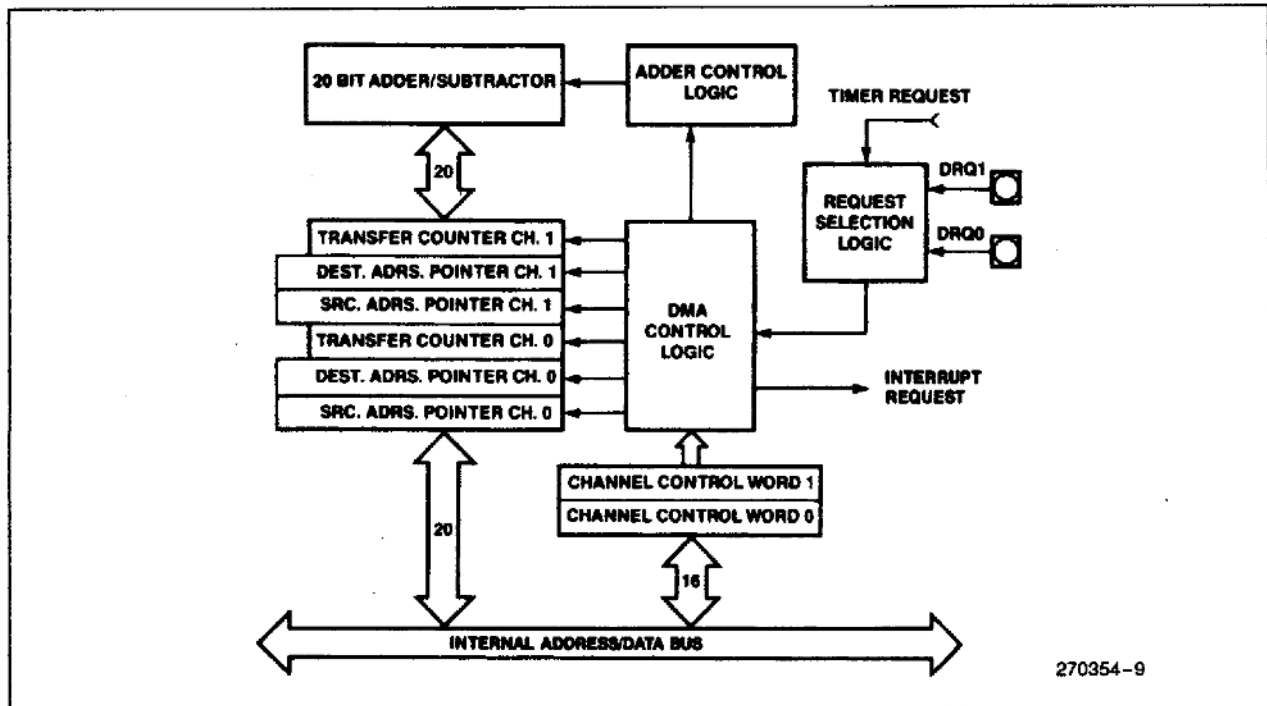 20 BIT ADDER/SUBTRACTOR
ADDER CONTROL
LOGIC
TIMER REQUEST
20
DRQ1
REQUEST
SELECTION
LOGIC
DRQ0
TRANSFER COUNTER CH. 1
DEST. ADRS. POINTER CH. 1
SRC. ADRS. POINTER CH. 1
TRANSFER COUNTER CH. 0
DEST. ADRS. POINTER CH. 0
SRC. ADRS. POINTER CH. 0
DMA
CONTROL
LOGIC
INTERRUPT
REQUEST
CHANNEL CONTROL WORD 1
CHANNEL CONTROL WORD 0
20
16
INTERNAL ADDRESS/DATA BUS
270354-9